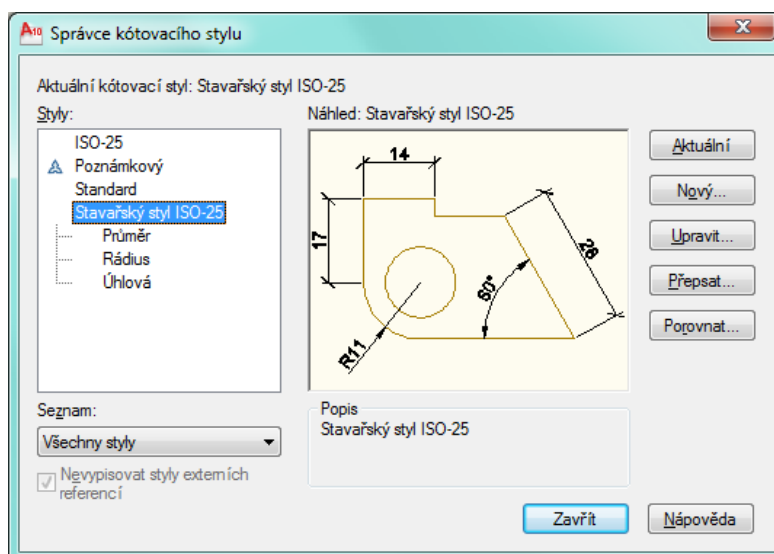 A10 Správce kótovacího stylu
Aktuální kótovací styl: Stavařský styl ISO-25
Styly:
ISO-25
Poznámkový
Standard
Stavařský styl ISO-25
Průměr
Rádius
Úhlová
Náhled: Stavařský styl ISO-25
14
17
28
60°
R11
Aktuální
Nový...
Upravit...
Přepsat...
Porovnat...
Seznam:
Všechny styly
Nevypisovat styly externích
referencí
Popis
Stavařský styl ISO-25
Zavřít
Nápověda